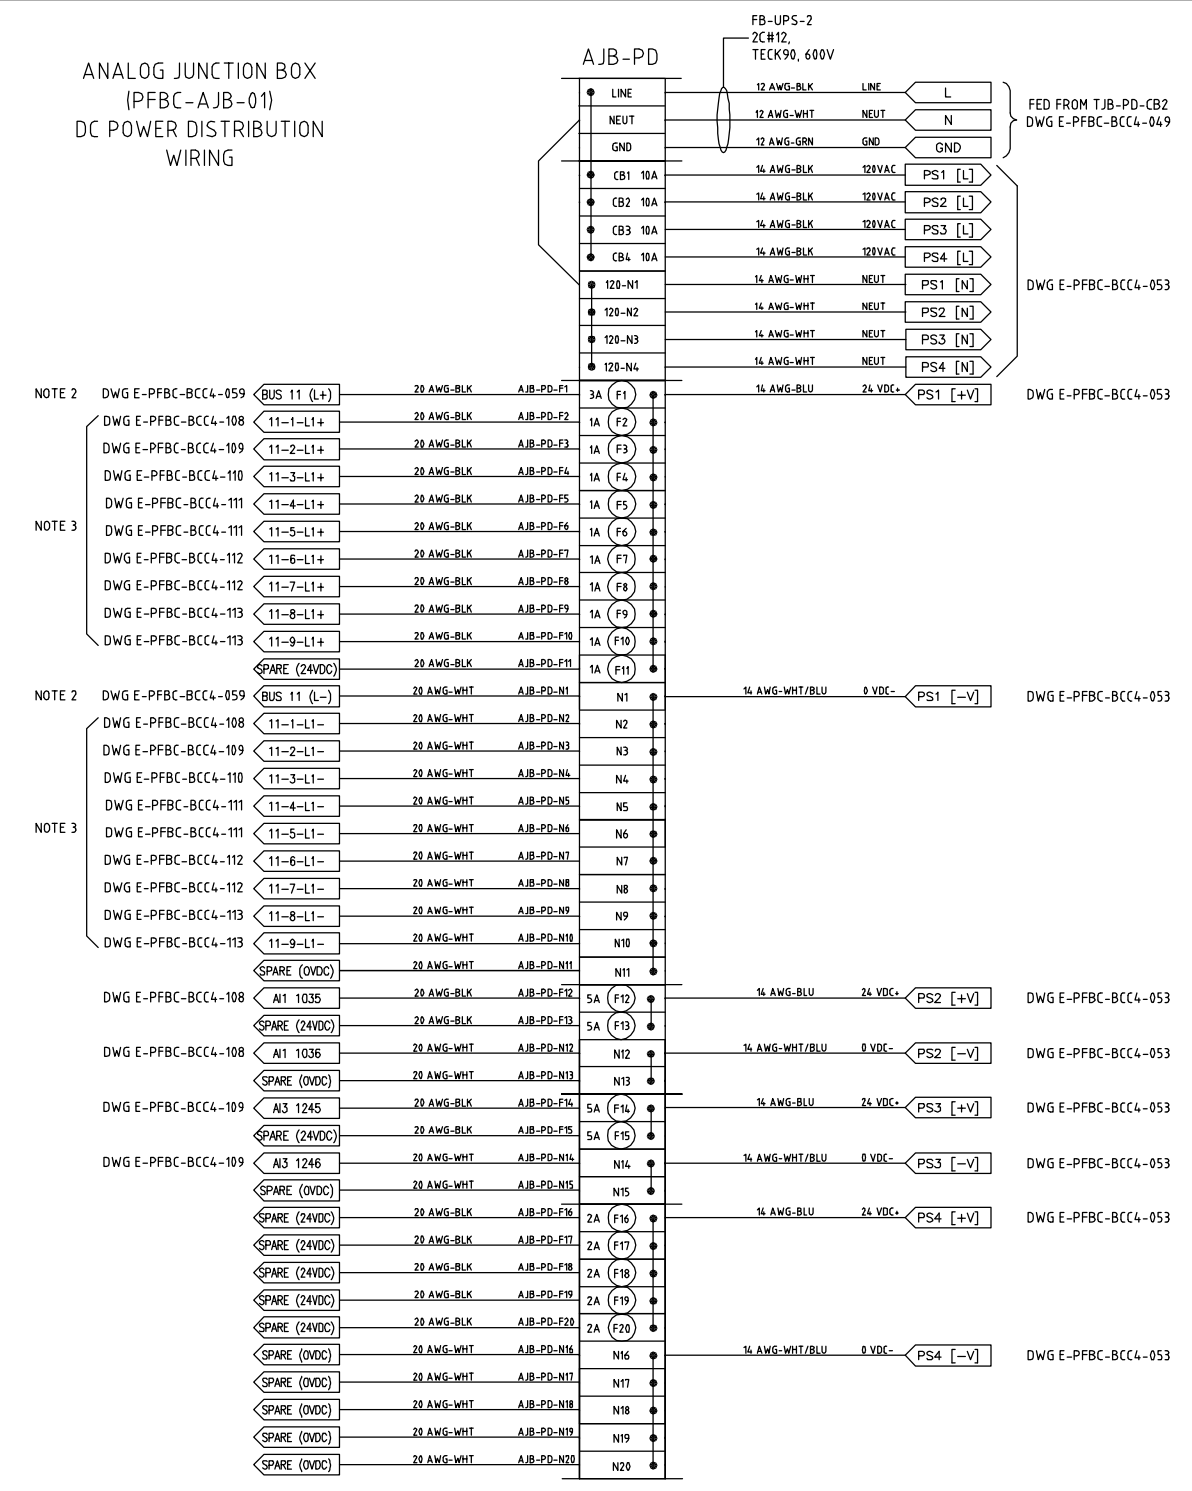 ANALOG JUNCTION BOX
(PFBC-AJB-01)
DC POWER DISTRIBUTION
WIRING
FB-UPS-2
2C#12,
TECK90, 600V
AJB-PD
LINE 12 AWG-BLK LINE L
NEUT 12 AWG-WHT NEUT N
GND 12 AWG-GRN GND GND
FED FROM TJB-PD-CB2
DWG E-PFBC-BCC4-049
CB1 10A 14 AWG-BLK 120VAC PS1 [L]
CB2 10A 14 AWG-BLK 120VAC PS2 [L]
CB3 10A 14 AWG-BLK 120VAC PS3 [L]
CB4 10A 14 AWG-BLK 120VAC PS4 [L]
120-N1 14 AWG-WHT NEUT PS1 [N] DWG E-PFBC-BCC4-053
120-N2 14 AWG-WHT NEUT PS2 [N]
120-N3 14 AWG-WHT NEUT PS3 [N]
120-N4 14 AWG-WHT NEUT PS4 [N]
NOTE 2 DWG E-PFBC-BCC4-059 BUS 11 (L+) 20 AWG-BLK AJB-PD-F1 3A F1 14 AWG-BLU 24 VDC+ PS1 [+V] DWG E-PFBC-BCC4-053
DWG E-PFBC-BCC4-108 11-1-L1+ 20 AWG-BLK AJB-PD-F2 1A F2
DWG E-PFBC-BCC4-109 11-2-L1+ 20 AWG-BLK AJB-PD-F3 1A F3
DWG E-PFBC-BCC4-110 11-3-L1+ 20 AWG-BLK AJB-PD-F4 1A F4
DWG E-PFBC-BCC4-111 11-4-L1+ 20 AWG-BLK AJB-PD-F5 1A F5
NOTE 3 DWG E-PFBC-BCC4-111 11-5-L1+ 20 AWG-BLK AJB-PD-F6 1A F6
DWG E-PFBC-BCC4-112 11-6-L1+ 20 AWG-BLK AJB-PD-F7 1A F7
DWG E-PFBC-BCC4-112 11-7-L1+ 20 AWG-BLK AJB-PD-F8 1A F8
DWG E-PFBC-BCC4-113 11-8-L1+ 20 AWG-BLK AJB-PD-F9 1A F9
DWG E-PFBC-BCC4-113 11-9-L1+ 20 AWG-BLK AJB-PD-F10 1A F10
SPARE (24VDC) 20 AWG-BLK AJB-PD-F11 1A F11
NOTE 2 DWG E-PFBC-BCC4-059 BUS 11 (L-) 20 AWG-WHT AJB-PD-N1 N1 14 AWG-WHT/BLU 0 VDC- PS1 [-V] DWG E-PFBC-BCC4-053
DWG E-PFBC-BCC4-108 11-1-L1- 20 AWG-WHT AJB-PD-N2 N2
DWG E-PFBC-BCC4-109 11-2-L1- 20 AWG-WHT AJB-PD-N3 N3
DWG E-PFBC-BCC4-110 11-3-L1- 20 AWG-WHT AJB-PD-N4 N4
DWG E-PFBC-BCC4-111 11-4-L1- 20 AWG-WHT AJB-PD-N5 N5
NOTE 3 DWG E-PFBC-BCC4-111 11-5-L1- 20 AWG-WHT AJB-PD-N6 N6
DWG E-PFBC-BCC4-112 11-6-L1- 20 AWG-WHT AJB-PD-N7 N7
DWG E-PFBC-BCC4-112 11-7-L1- 20 AWG-WHT AJB-PD-N8 N8
DWG E-PFBC-BCC4-113 11-8-L1- 20 AWG-WHT AJB-PD-N9 N9
DWG E-PFBC-BCC4-113 11-9-L1- 20 AWG-WHT AJB-PD-N10 N10
SPARE (0VDC) 20 AWG-WHT AJB-PD-N11 N11
DWG E-PFBC-BCC4-108 AI1 1035 20 AWG-BLK AJB-PD-F12 5A F12 14 AWG-BLU 24 VDC+ PS2 [+V] DWG E-PFBC-BCC4-053
SPARE (24VDC) 20 AWG-BLK AJB-PD-F13 5A F13
DWG E-PFBC-BCC4-108 AI1 1036 20 AWG-WHT AJB-PD-N12 N12 14 AWG-WHT/BLU 0 VDC- PS2 [-V] DWG E-PFBC-BCC4-053
SPARE (0VDC) 20 AWG-WHT AJB-PD-N13 N13
DWG E-PFBC-BCC4-109 AI3 1245 20 AWG-BLK AJB-PD-F14 5A F14 14 AWG-BLU 24 VDC+ PS3 [+V] DWG E-PFBC-BCC4-053
SPARE (24VDC) 20 AWG-BLK AJB-PD-F15 5A F15
DWG E-PFBC-BCC4-109 AI3 1246 20 AWG-WHT AJB-PD-N14 N14 14 AWG-WHT/BLU 0 VDC- PS3 [-V] DWG E-PFBC-BCC4-053
SPARE (0VDC) 20 AWG-WHT AJB-PD-N15 N15
SPARE (24VDC) 20 AWG-BLK AJB-PD-F16 2A F16 14 AWG-BLU 24 VDC+ PS4 [+V] DWG E-PFBC-BCC4-053
SPARE (24VDC) 20 AWG-BLK AJB-PD-F17 2A F17
SPARE (24VDC) 20 AWG-BLK AJB-PD-F18 2A F18
SPARE (24VDC) 20 AWG-BLK AJB-PD-F19 2A F19
SPARE (24VDC) 20 AWG-BLK AJB-PD-F20 2A F20
SPARE (0VDC) 20 AWG-WHT AJB-PD-N16 N16 14 AWG-WHT/BLU 0 VDC- PS4 [-V] DWG E-PFBC-BCC4-053
SPARE (0VDC) 20 AWG-WHT AJB-PD-N17 N17
SPARE (0VDC) 20 AWG-WHT AJB-PD-N18 N18
SPARE (0VDC) 20 AWG-WHT AJB-PD-N19 N19
SPARE (0VDC) 20 AWG-WHT AJB-PD-N20 N20